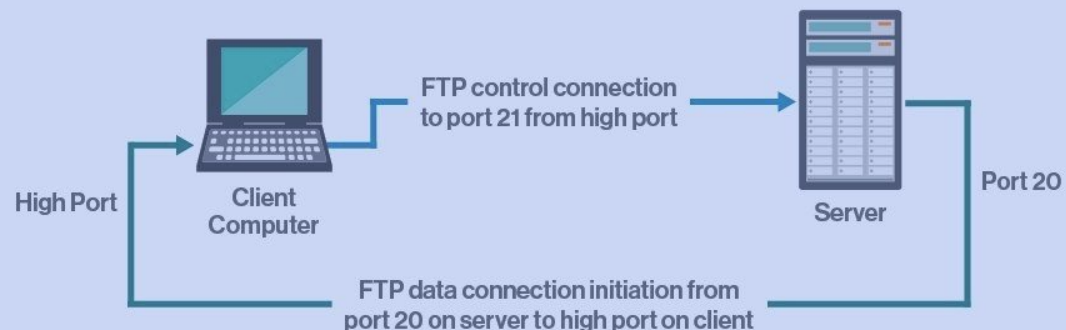 FTP control connection
to port 21 from high port
High Port
Client
Computer
Server
Port 20
FTP data connection initiation from
port 20 on server to high port on client